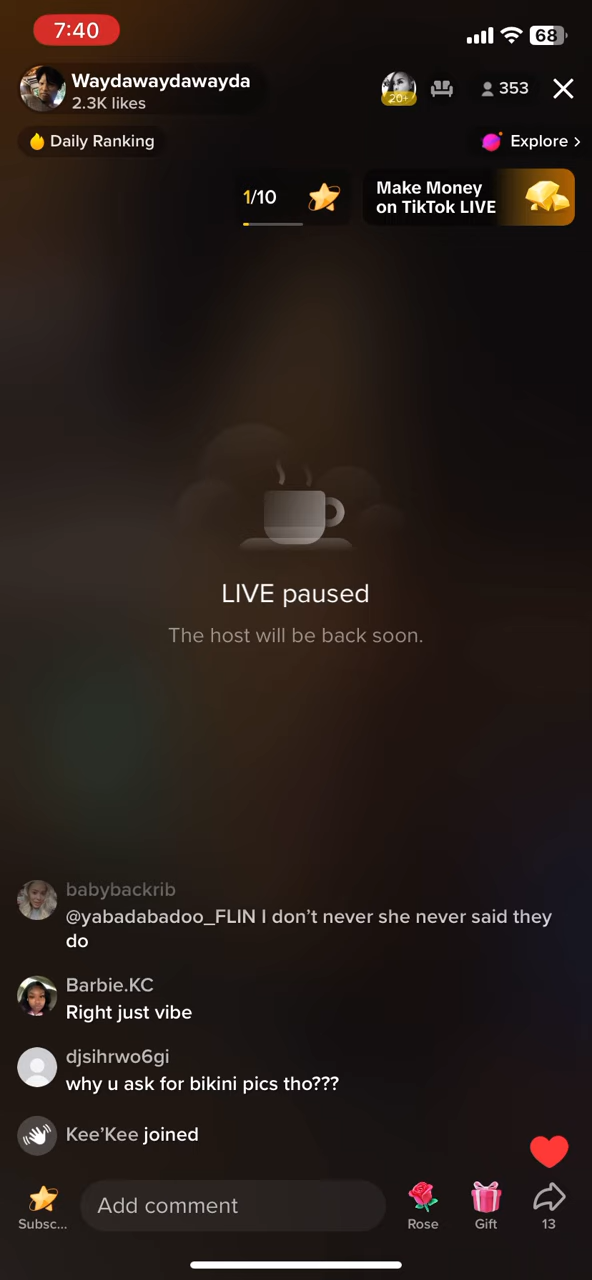 7:40
68
Waydawaydawayda
2.3K likes
20+
353
Daily Ranking
Explore >
1/10
Make Money
on TikTok LIVE
LIVE paused
The host will be back soon.
babybackrib
@yabadabadoo_FLIN I don’t never she never said they
do
Barbie.KC
Right just vibe
djsihrwo6gi
why u ask for bikini pics tho???
Kee’Kee joined
Subsc...
Add comment
Rose
Gift
13